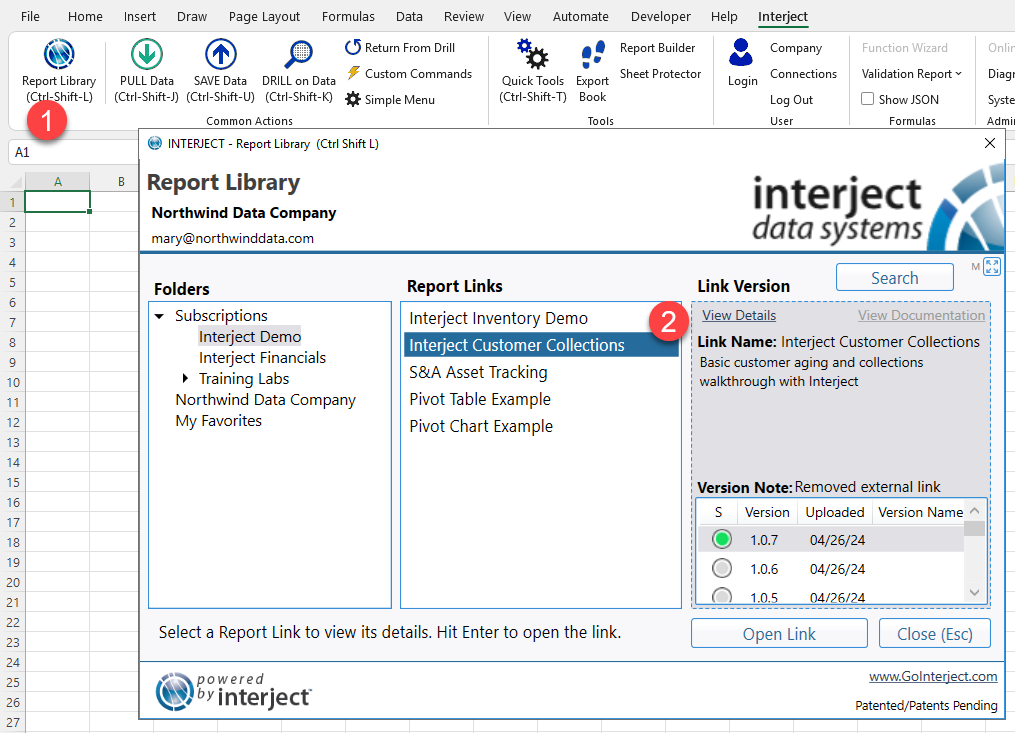 File Home Insert Draw Page Layout Formulas Data Review View Automate Developer Help Interject
Report Library
(Ctrl-Shift-L)
PULL Data
(Ctrl-Shift-J)
SAVE Data
(Ctrl-Shift-U)
DRILL on Data
(Ctrl-Shift-K)
Return From Drill
Custom Commands
Simple Menu
Common Actions
Quick Tools
(Ctrl-Shift-T)
Export
Book
Report Builder
Sheet Protector
Tools
Login
Company
Connections
Log Out
User
Function Wizard
Validation Report
Show JSON
Formulas
Onlin
Diagn
Syste
Admi
1
A1
A B
1
2
3
4
5
6
7
8
9
10
11
12
13
14
15
16
17
18
19
20
21
22
23
24
25
26
27
INTERJECT - Report Library (Ctrl Shift L)
Report Library
Northwind Data Company
mary@northwinddata.com
interject
data systems
Folders
Subscriptions
Interject Demo
Interject Financials
Training Labs
Northwind Data Company
My Favorites
Report Links
Interject Inventory Demo
Interject Customer Collections
S&A Asset Tracking
Pivot Table Example
Pivot Chart Example
2
Link Version
Search
M
View Details View Documentation
Link Name: Interject Customer Collections
Basic customer aging and collections
walkthrough with Interject
Version Note: Removed external link
S Version Uploaded Version Name
1.0.7 04/26/24
1.0.6 04/26/24
1.0.5 04/26/24
Select a Report Link to view its details. Hit Enter to open the link.
Open Link Close (Esc)
powered
by interject
www.GoInterject.com
Patented/Patents Pending